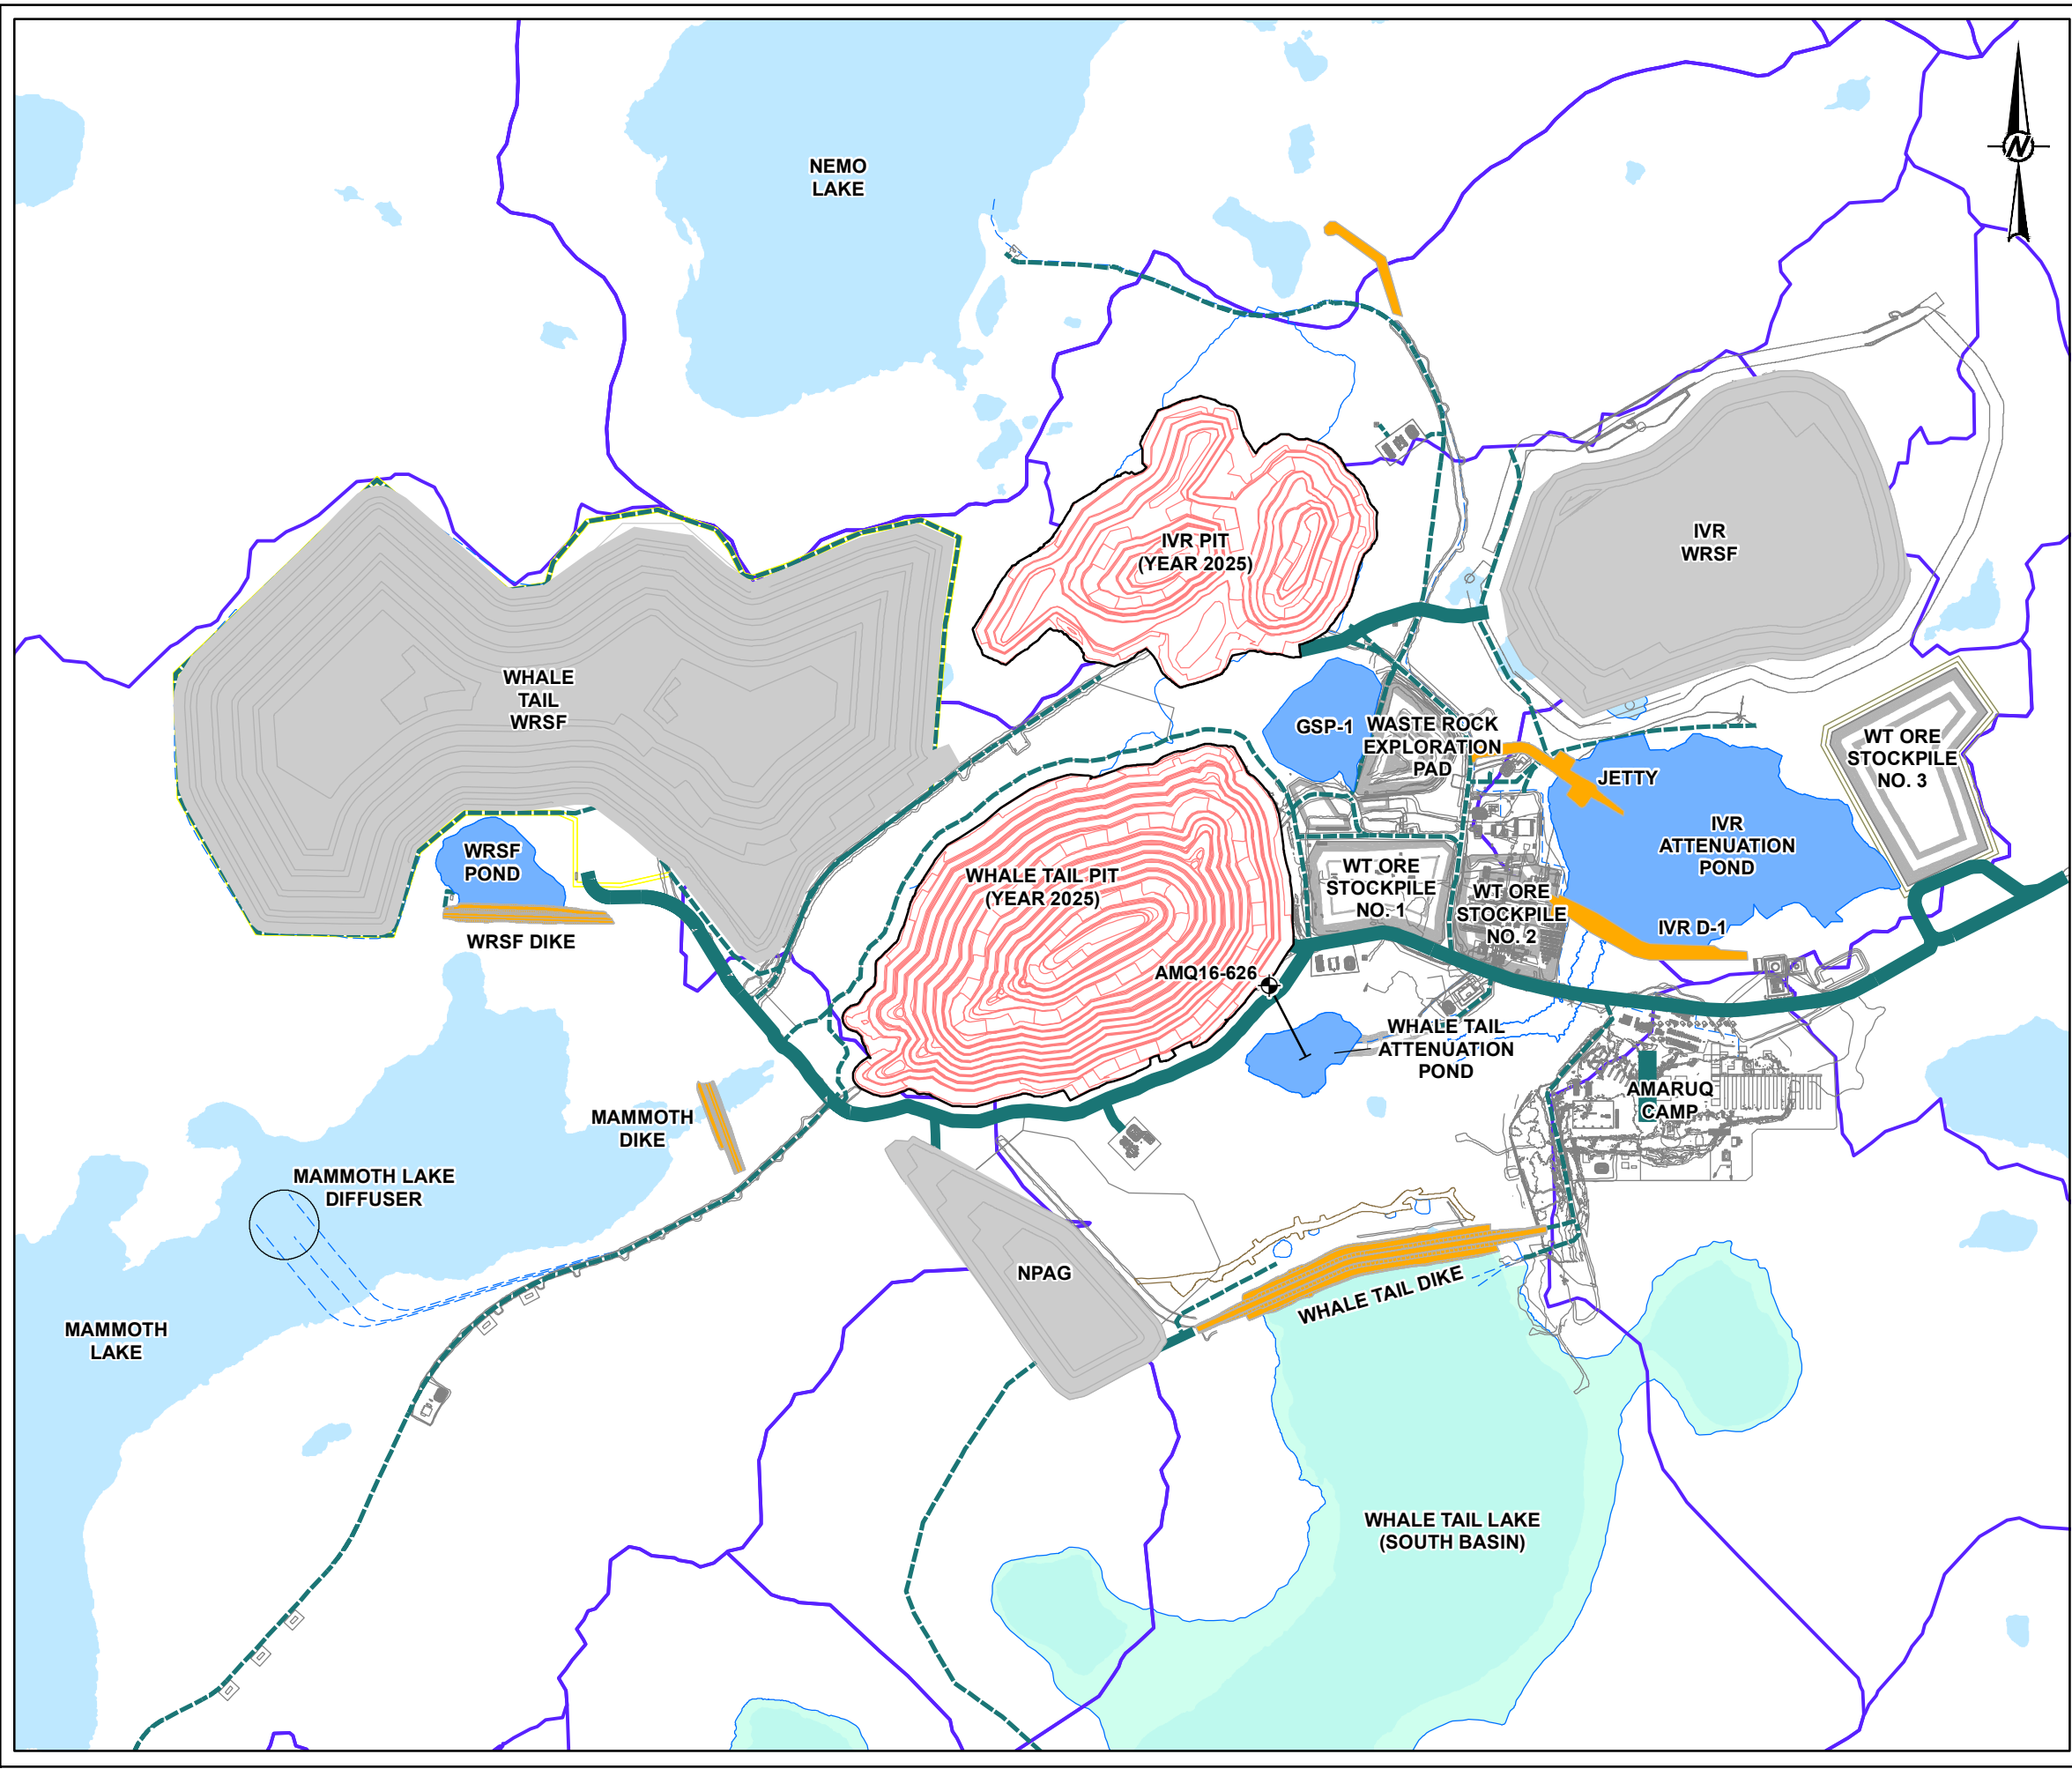 NEMO
LAKE
N
IVR PIT
(YEAR 2025)
IVR
WRSF
WHALE
TAIL
WRSF
GSP-1
WASTE ROCK
EXPLORATION
PAD
JETTY
WT ORE
STOCKPILE
NO. 3
IVR
ATTENUATION
POND
WRSF
POND
WRSF DIKE
WHALE TAIL PIT
(YEAR 2025)
WT ORE
STOCKPILE
NO. 1
WT ORE
STOCKPILE
NO. 2
IVR D-1
AMQ16-626
WHALE TAIL
ATTENUATION
POND
AMARUQ
CAMP
MAMMOTH
DIKE
MAMMOTH LAKE
DIFFUSER
NPAG
WHALE TAIL DIKE
MAMMOTH
LAKE
WHALE TAIL LAKE
(SOUTH BASIN)